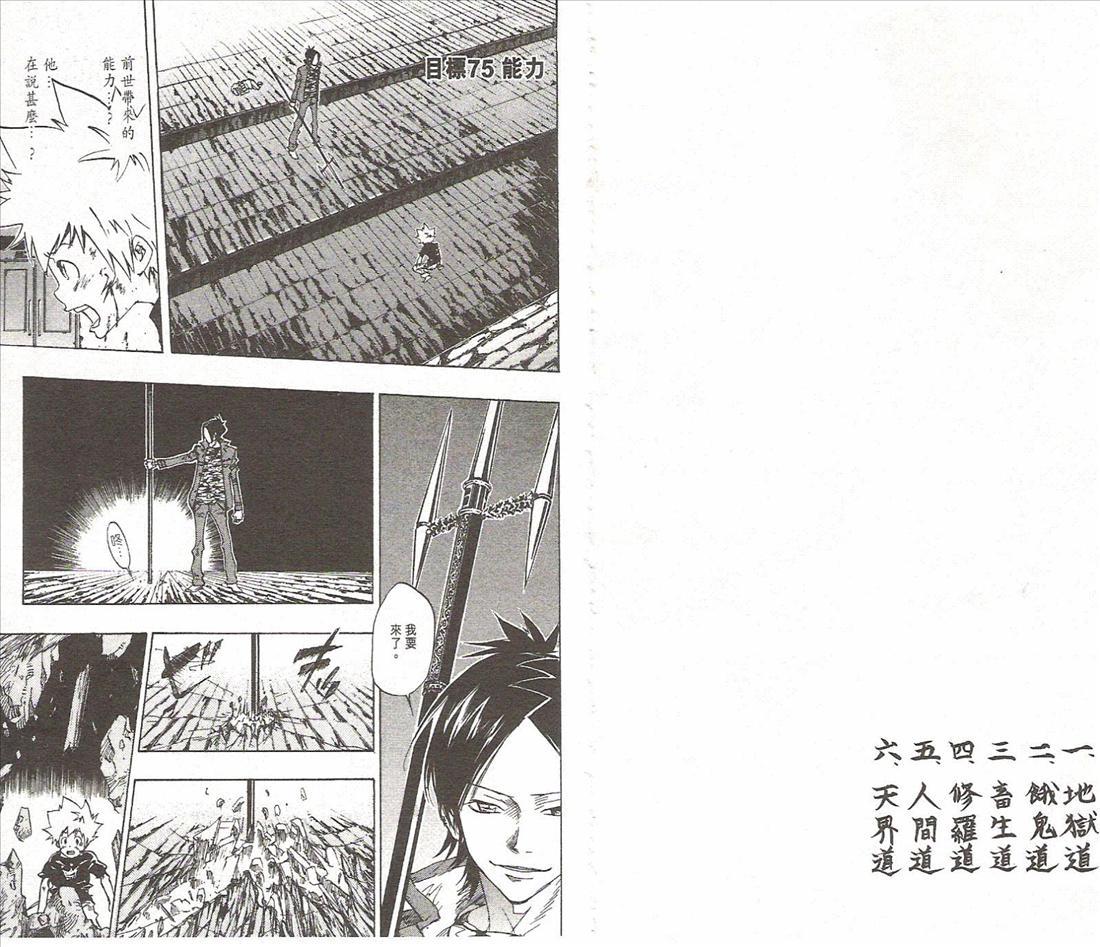 一、地獄道
二、餓鬼道
三、畜生道
四、修羅道
五、人間道
六、天界道
目標75 能力
前世帶來的
能力…?
他…
在說甚麼…?
我要
來了。
咚…